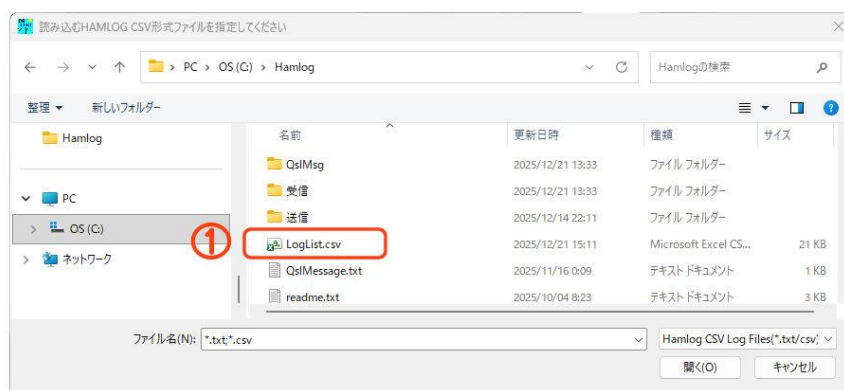 読み込むHAMLOG CSV形式ファイルを指定してください
PC > OS (C:) > Hamlog
Hamlogの検索
整理 新しいフォルダー
Hamlog
PC
OS (C:)
ネットワーク
名前 更新日時 種類 サイズ
QslMsg 2025/12/21 13:33 ファイル フォルダー
受信 2025/12/21 13:33 ファイル フォルダー
送信 2025/12/14 22:11 ファイル フォルダー
① LogList.csv 2025/12/21 15:11 Microsoft Excel CS... 21 KB
QslMessage.txt 2025/11/16 0:09 テキスト ドキュメント 1 KB
readme.txt 2025/10/04 8:23 テキスト ドキュメント 3 KB
ファイル名(N): *.txt;*.csv Hamlog CSV Log Files(*.txt/csv)
開く(O) キャンセル